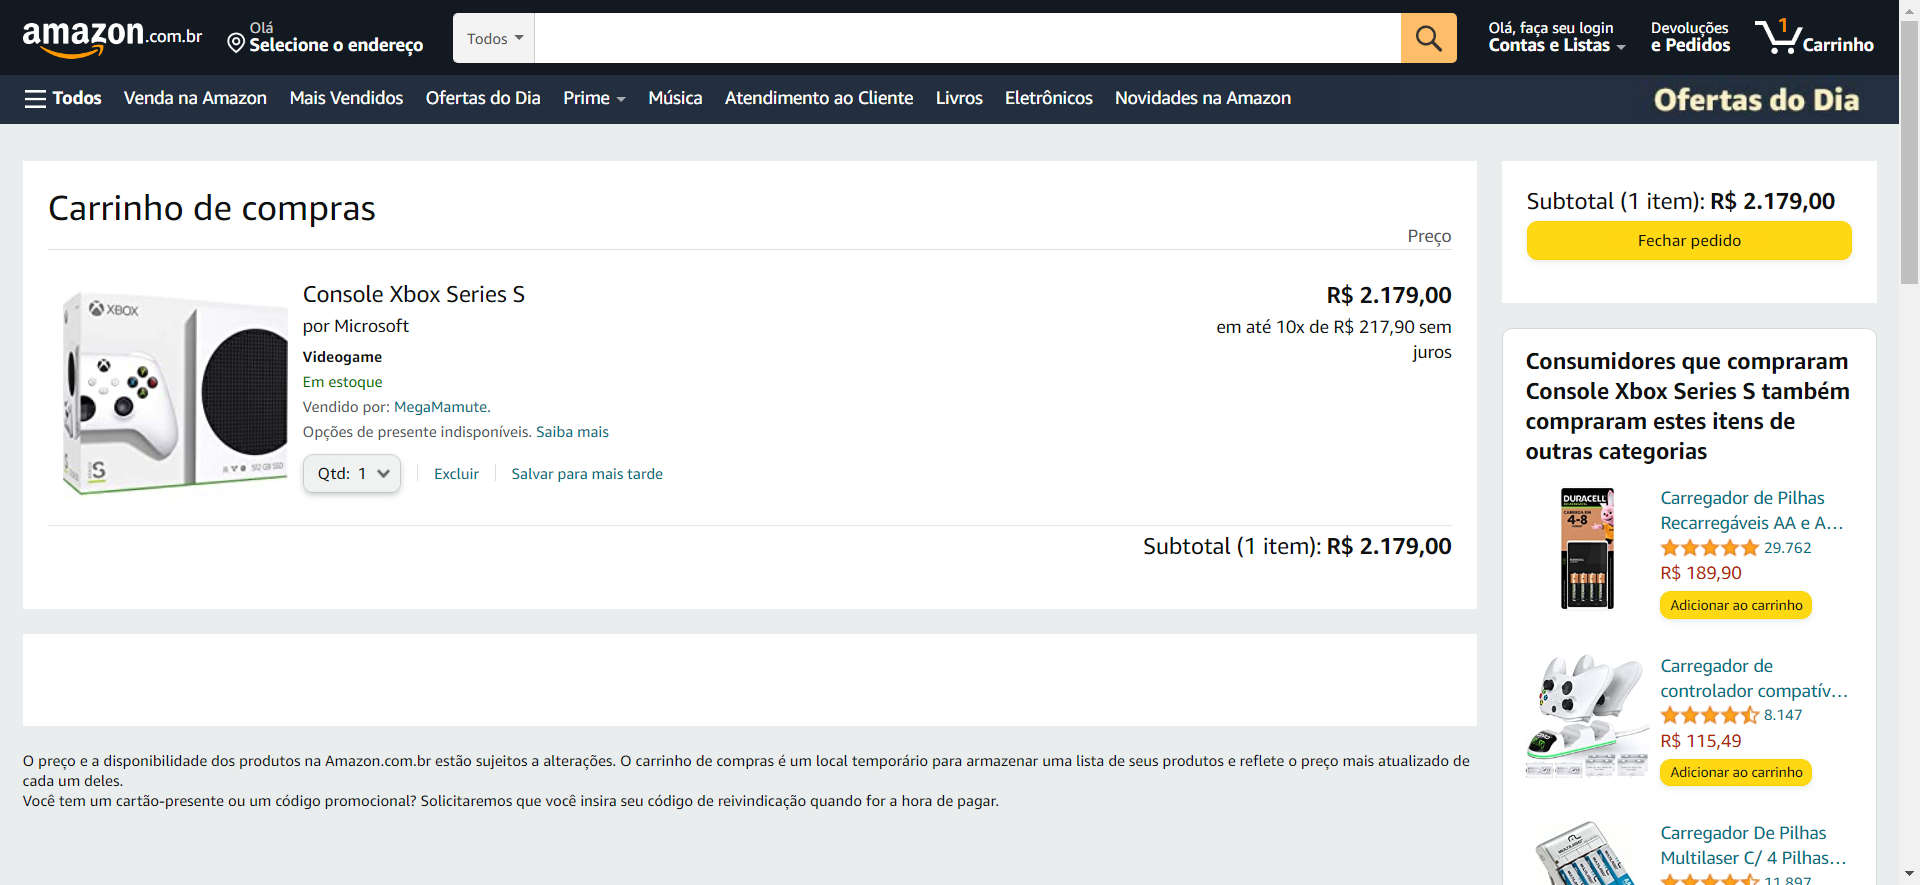 amazon.com.br
Olá
Selecione o endereço
Todos
Olá, faça seu login
Contas e Listas
Devoluções
e Pedidos
1
Carrinho
Todos
Venda na Amazon
Mais Vendidos
Ofertas do Dia
Prime
Música
Atendimento ao Cliente
Livros
Eletrônicos
Novidades na Amazon
Ofertas do Dia
Carrinho de compras
Preço
XBOX
S
512 GB SSD
Console Xbox Series S
por Microsoft
Videogame
Em estoque
Vendido por: MegaMamute.
Opções de presente indisponíveis. Saiba mais
Qtd: 1
Excluir
Salvar para mais tarde
R$ 2.179,00
em até 10x de R$ 217,90 sem
juros
Subtotal (1 item): R$ 2.179,00
O preço e a disponibilidade dos produtos na Amazon.com.br estão sujeitos a alterações. O carrinho de compras é um local temporário para armazenar uma lista de seus produtos e reflete o preço mais atualizado de
cada um deles.
Você tem um cartão-presente ou um código promocional? Solicitaremos que você insira seu código de reivindicação quando for a hora de pagar.
Subtotal (1 item): R$ 2.179,00
Fechar pedido
Consumidores que compraram
Console Xbox Series S também
compraram estes itens de
outras categorias
DURACELL
CARREGA EM
4-8
Carregador de Pilhas
Recarregáveis AA e A...
29.762
R$ 189,90
Adicionar ao carrinho
Carregador de
controlador compatív...
8.147
R$ 115,49
Adicionar ao carrinho
MULTILASER
Carregador De Pilhas
Multilaser C/ 4 Pilhas...
11.897